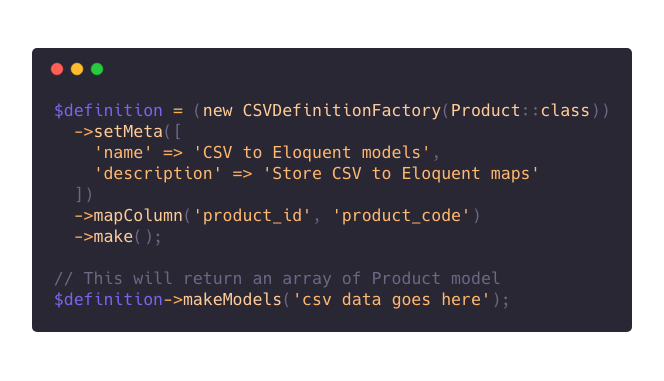 $definition = (new CSVDefinitionFactory(Product::class))
  ->setMeta([
    'name' => 'CSV to Eloquent models',
    'description' => 'Store CSV to Eloquent maps'
  ])
  ->mapColumn('product_id', 'product_code')
  ->make();

// This will return an array of Product model
$definition->makeModels('csv data goes here');